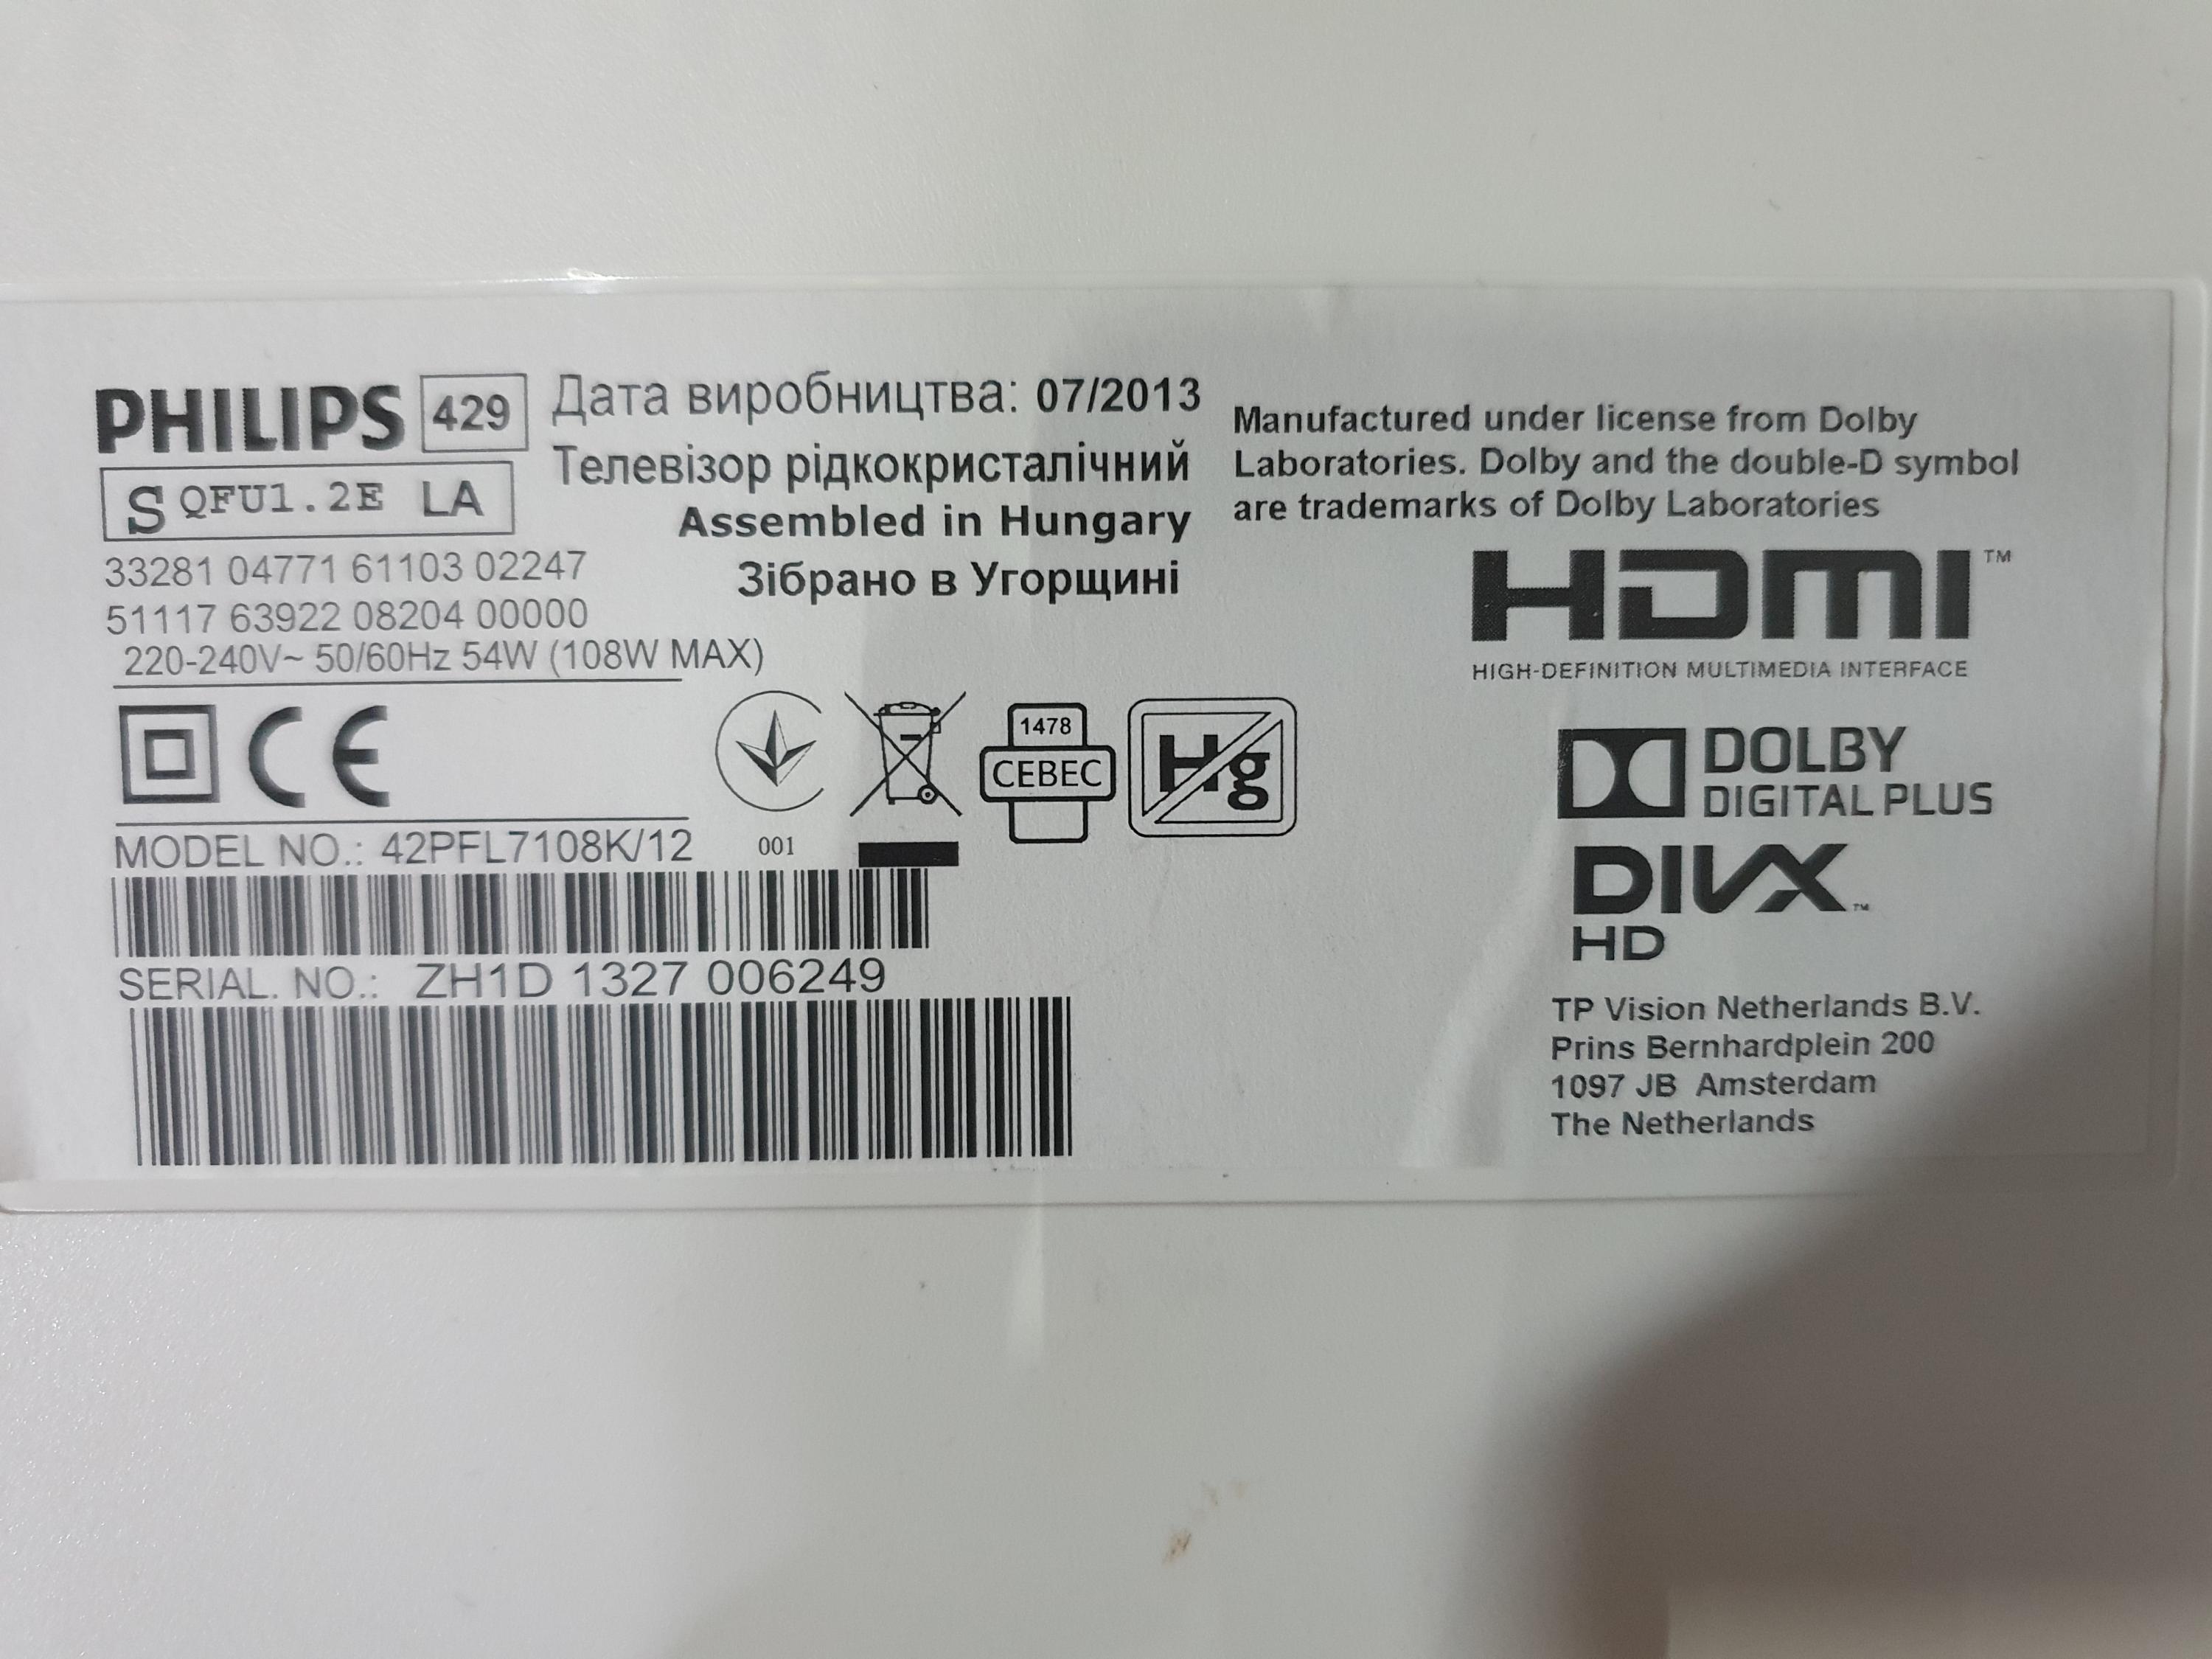 PHILIPS 429
S QFU1.2E LA
33281 04771 61103 02247
51117 63922 08204 00000
220-240V~ 50/60Hz 54W (108W MAX)
Дата виробництва: 07/2013
Телевізор рідкокристалічний
Assembled in Hungary
Зібрано в Угорщині
Manufactured under license from Dolby
Laboratories. Dolby and the double-D symbol
are trademarks of Dolby Laboratories
HDMI ™
HIGH-DEFINITION MULTIMEDIA INTERFACE
CE
001
1478
CEBEC
Hg
DOLBY
DIGITAL PLUS
DIVX ™
HD
MODEL NO.: 42PFL7108K/12
SERIAL. NO.: ZH1D 1327 006249
TP Vision Netherlands B.V.
Prins Bernhardplein 200
1097 JB Amsterdam
The Netherlands